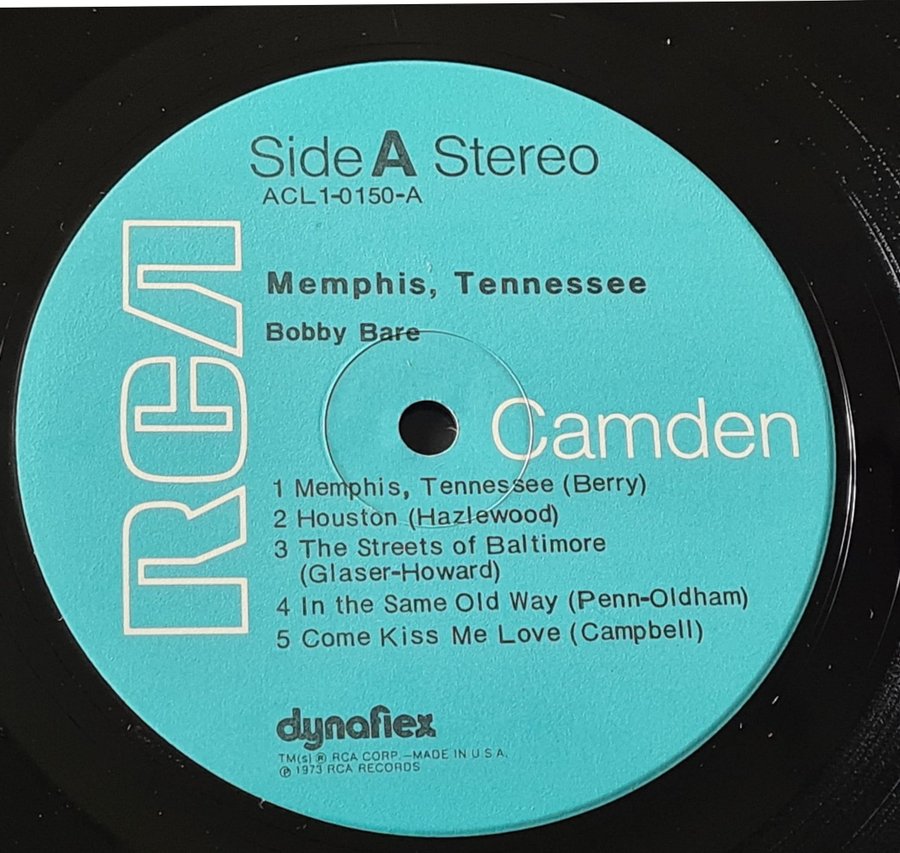 Side A Stereo
ACL1-0150-A
RCA
Memphis, Tennessee
Bobby Bare
Camden
1 Memphis, Tennessee (Berry)
2 Houston (Hazlewood)
3 The Streets of Baltimore
(Glaser-Howard)
4 In the Same Old Way (Penn-Oldham)
5 Come Kiss Me Love (Campbell)
dynaflex
TM(s) ® RCA CORP.—MADE IN U.S.A.
℗ 1973 RCA RECORDS